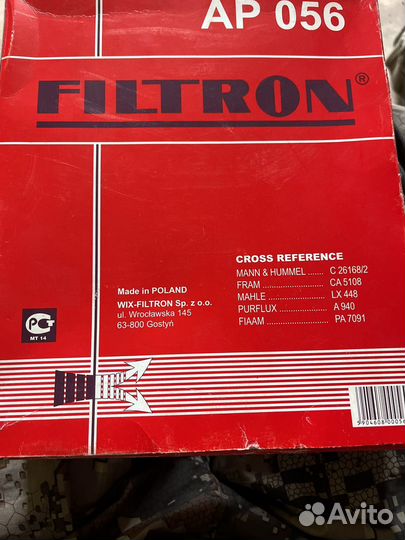 AP 056
FILTRON®
CROSS REFERENCE
MANN & HUMMEL ....... C 26168/2
FRAM ........................ CA 5108
MAHLE ...................... LX 448
PURFLUX .................. A 940
FIAAM ....................... PA 7091
Made in POLAND
WIX-FILTRON Sp. z o.o.
ul. Wrocławska 145
63-800 Gostyń
РСТ
MT 14
Avito